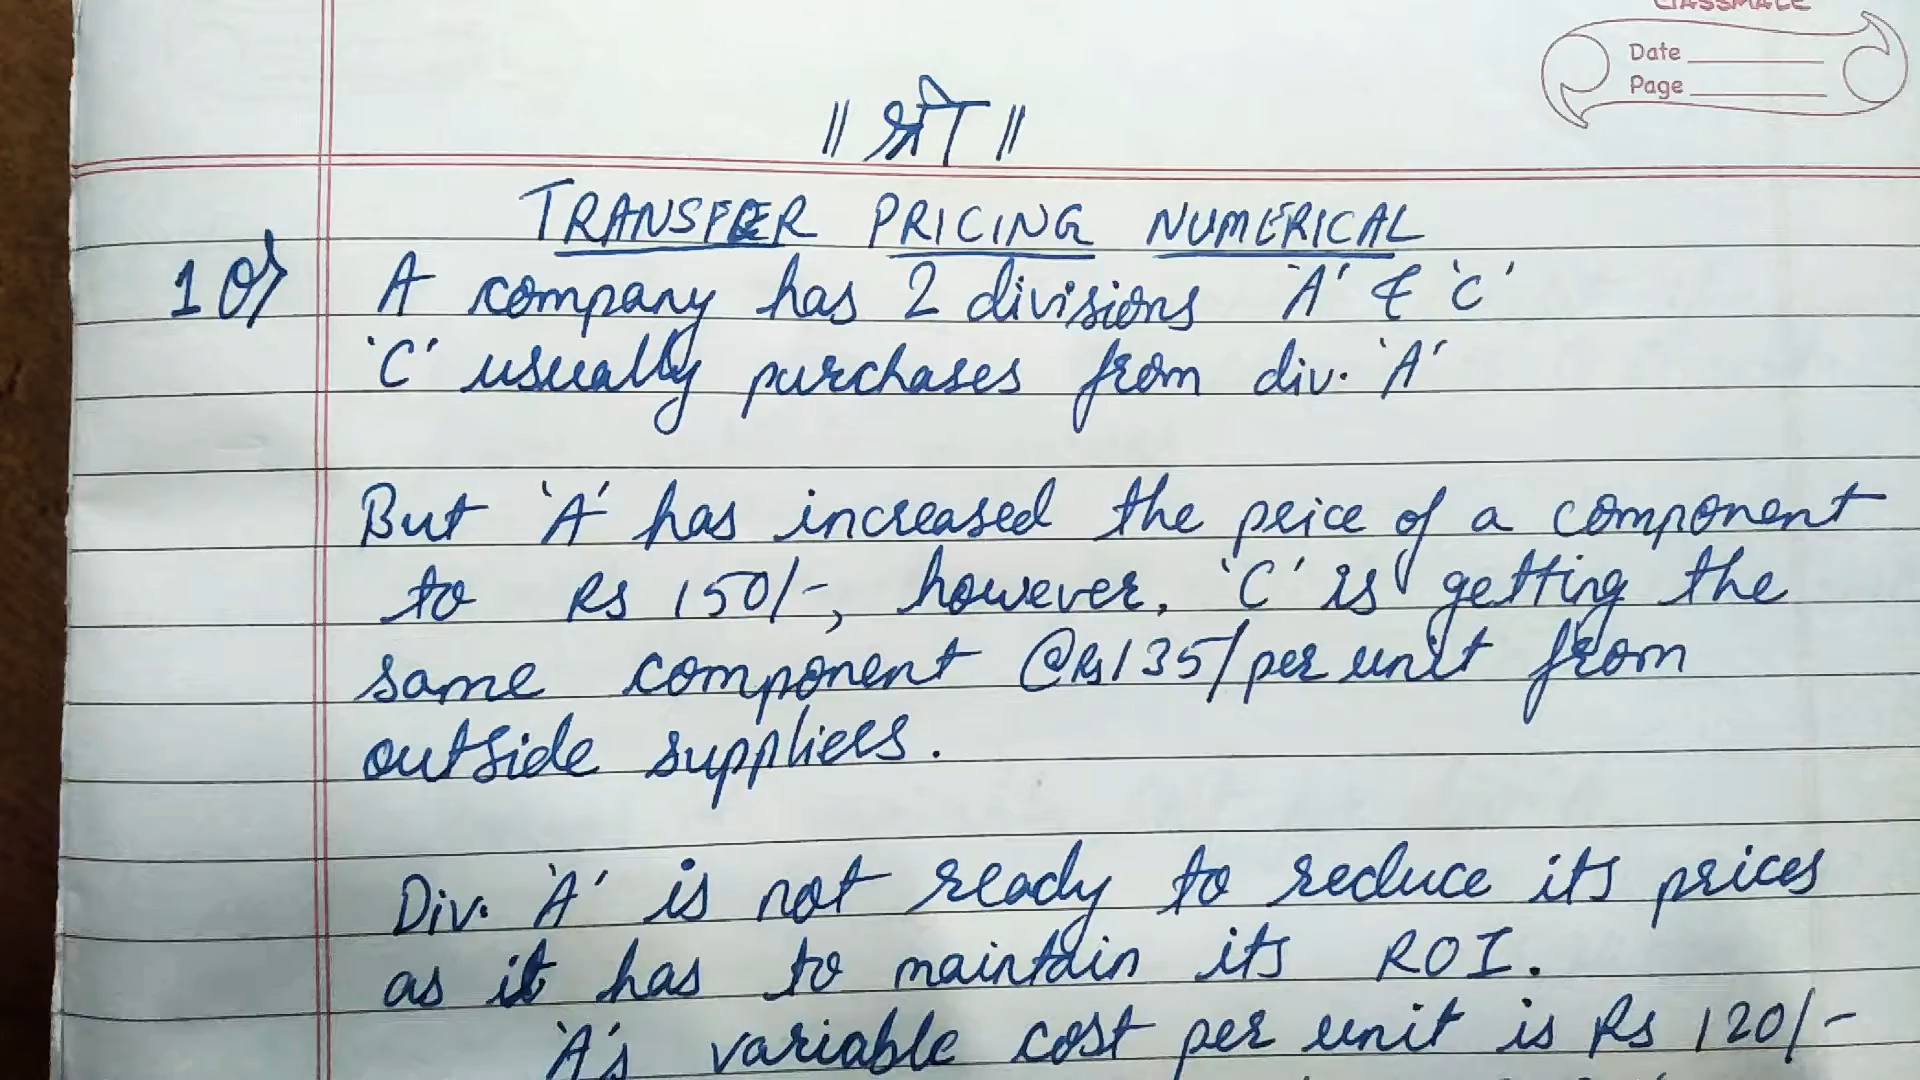 CLASSMATE
Date
Page
॥ श्री ॥
TRANSFER PRICING NUMERICAL
1 Q} A company has 2 divisions 'A' & 'C'
'C' usually purchases from div. 'A'
But 'A' has increased the price of a component
to Rs 150/-, however, 'C' is getting the
same component @Rs135/per unit from
outside suppliers.
Div. 'A' is not ready to reduce its prices
as it has to maintain its ROI.
'A's variable cost per unit is Rs 120/-